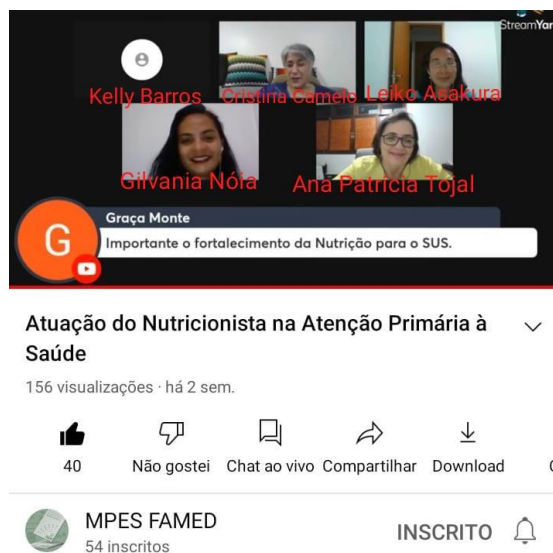 StreamYar
Kelly Barros Cristina Camelo Leiko Asakura
Gilvania Nóia Ana Patrícia Tojal
G
Graça Monte
Importante o fortalecimento da Nutrição para o SUS.
Atuação do Nutricionista na Atenção Primária à
Saúde
156 visualizações · há 2 sem.
40 Não gostei Chat ao vivo Compartilhar Download
MPES FAMED
INSCRITO
54 inscritos